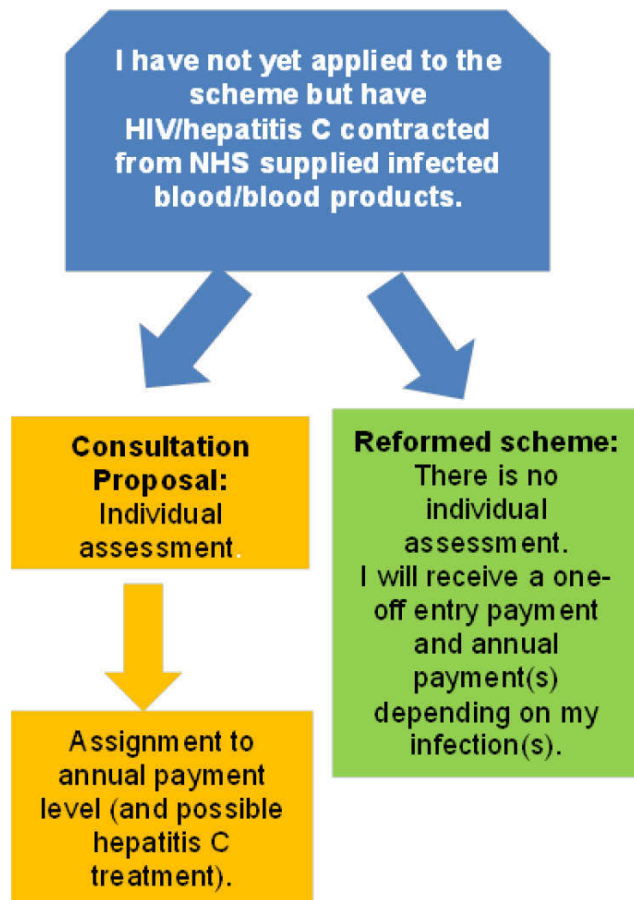 I have not yet applied to the
scheme but have
HIV/hepatitis C contracted
from NHS supplied infected
blood/blood products.
Consultation
Proposal:
Individual
assessment.
Assignment to
annual payment
level (and possible
hepatitis C
treatment).
Reformed scheme:
There is no
individual
assessment.
I will receive a one-
off entry payment
and annual
payment(s)
depending on my
infection(s).